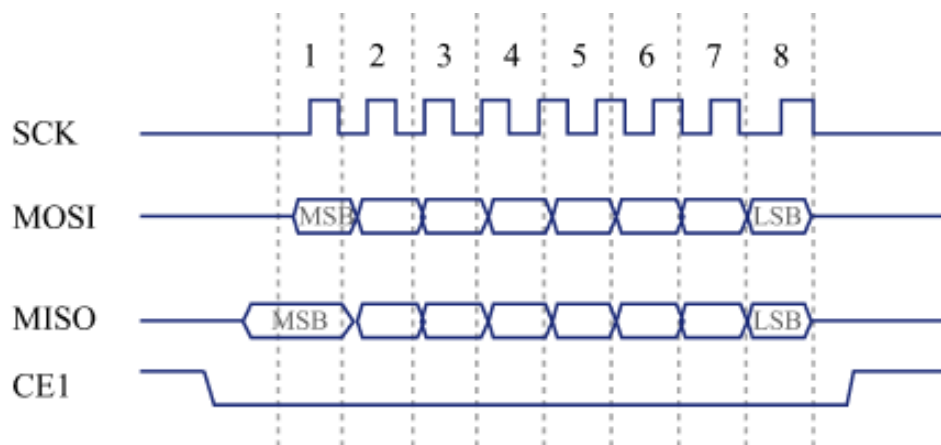 1 2 3 4 5 6 7 8
SCK
MOSI MSB LSB
MISO MSB LSB
CE1